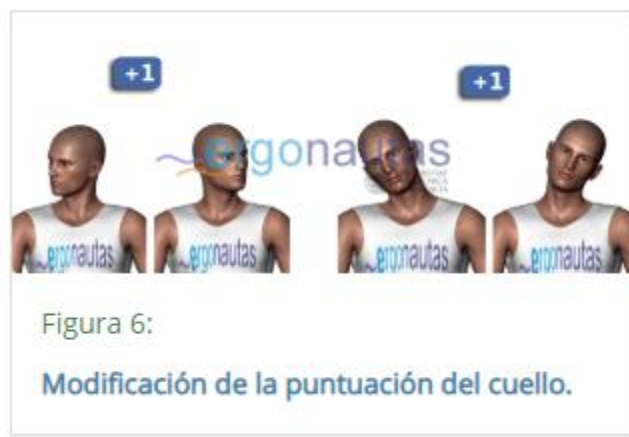 +1
+1
ergonautas
ergonautas
ergonautas
ergonautas
ergonautas
Figura 6:
Modificación de la puntuación del cuello.